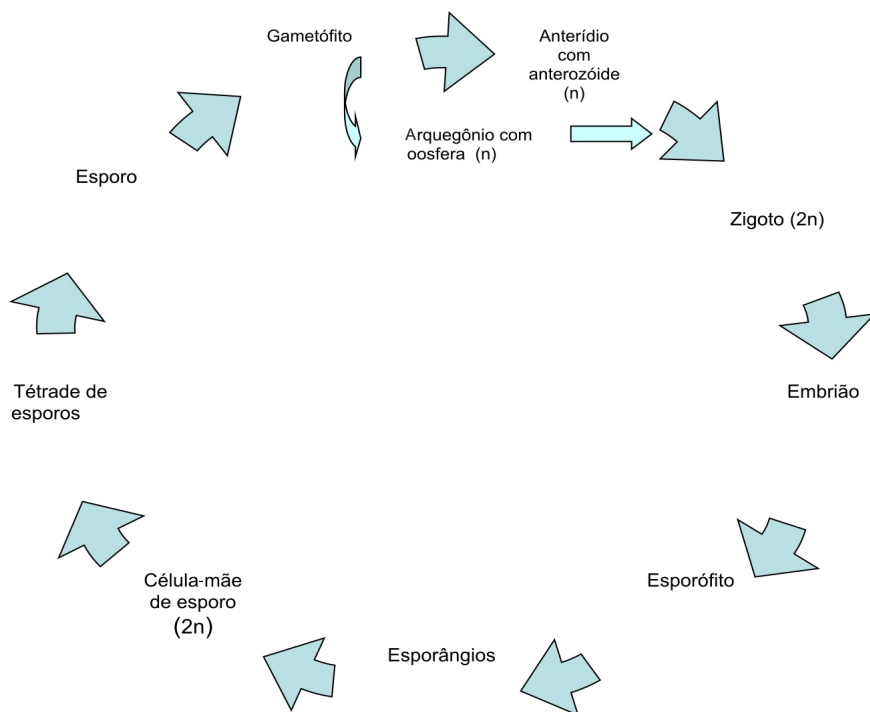 Gametófito
Anterídio
com
anterozóide
(n)
Arquegônio com
oosfera (n)
Zigoto (2n)
Embrião
Esporófito
Esporângios
Célula-mãe
de esporo
(2n)
Tétrade de
esporos
Esporo